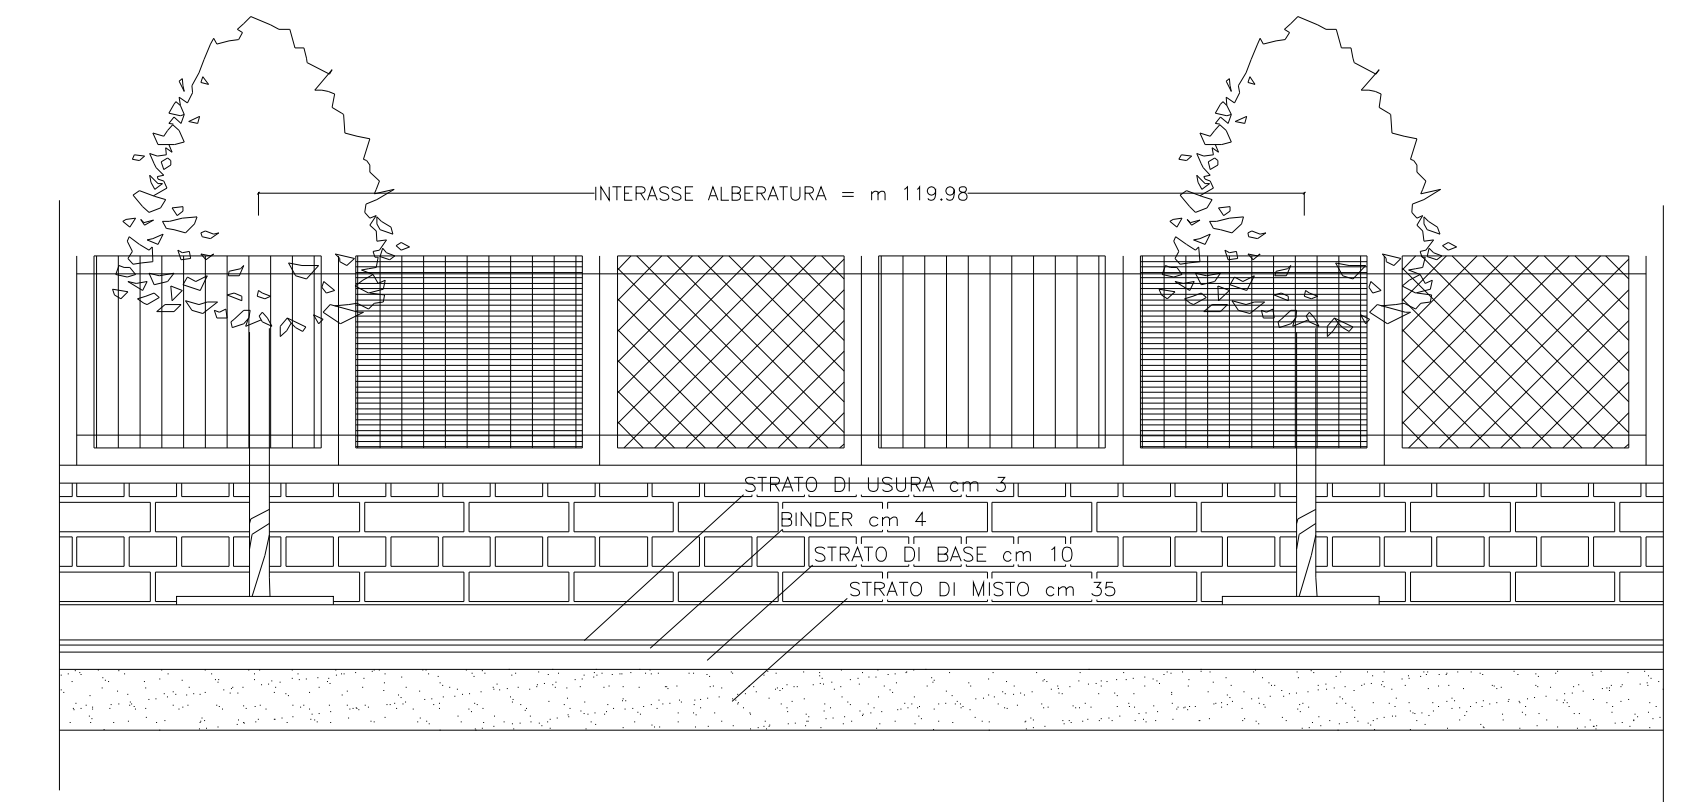 INTERASSE ALBERATURA = m 119.98
STRATO DI USURA cm 3
BINDER cm 4
STRATO DI BASE cm 10
STRATO DI MISTO cm 35